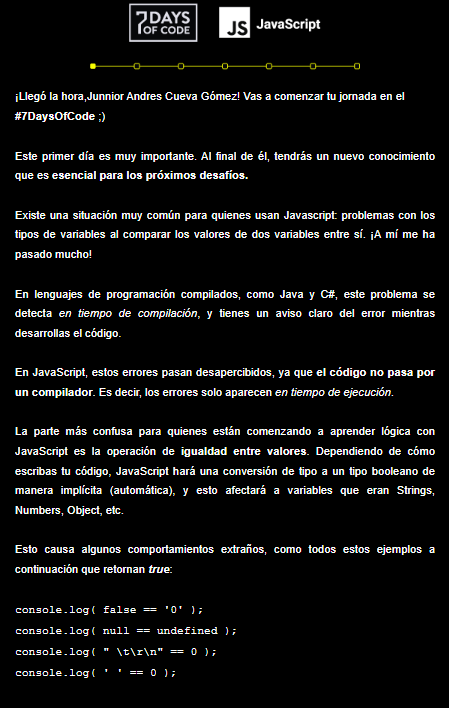 7DAYS
OF CODE
JS JavaScript
¡Llegó la hora,Junnior Andres Cueva Gómez! Vas a comenzar tu jornada en el
#7DaysOfCode ;)
Este primer día es muy importante. Al final de él, tendrás un nuevo conocimiento
que es esencial para los próximos desafíos.
Existe una situación muy común para quienes usan Javascript: problemas con los
tipos de variables al comparar los valores de dos variables entre sí. ¡A mí me ha
pasado mucho!
En lenguajes de programación compilados, como Java y C#, este problema se
detecta en tiempo de compilación, y tienes un aviso claro del error mientras
desarrollas el código.
En JavaScript, estos errores pasan desapercibidos, ya que el código no pasa por
un compilador. Es decir, los errores solo aparecen en tiempo de ejecución.
La parte más confusa para quienes están comenzando a aprender lógica con
JavaScript es la operación de igualdad entre valores. Dependiendo de cómo
escribas tu código, JavaScript hará una conversión de tipo a un tipo booleano de
manera implícita (automática), y esto afectará a variables que eran Strings,
Numbers, Object, etc.
Esto causa algunos comportamientos extraños, como todos estos ejemplos a
continuación que retornan true:
console.log( false == '0' );
console.log( null == undefined );
console.log( " \t\r\n" == 0 );
console.log( ' ' == 0 );